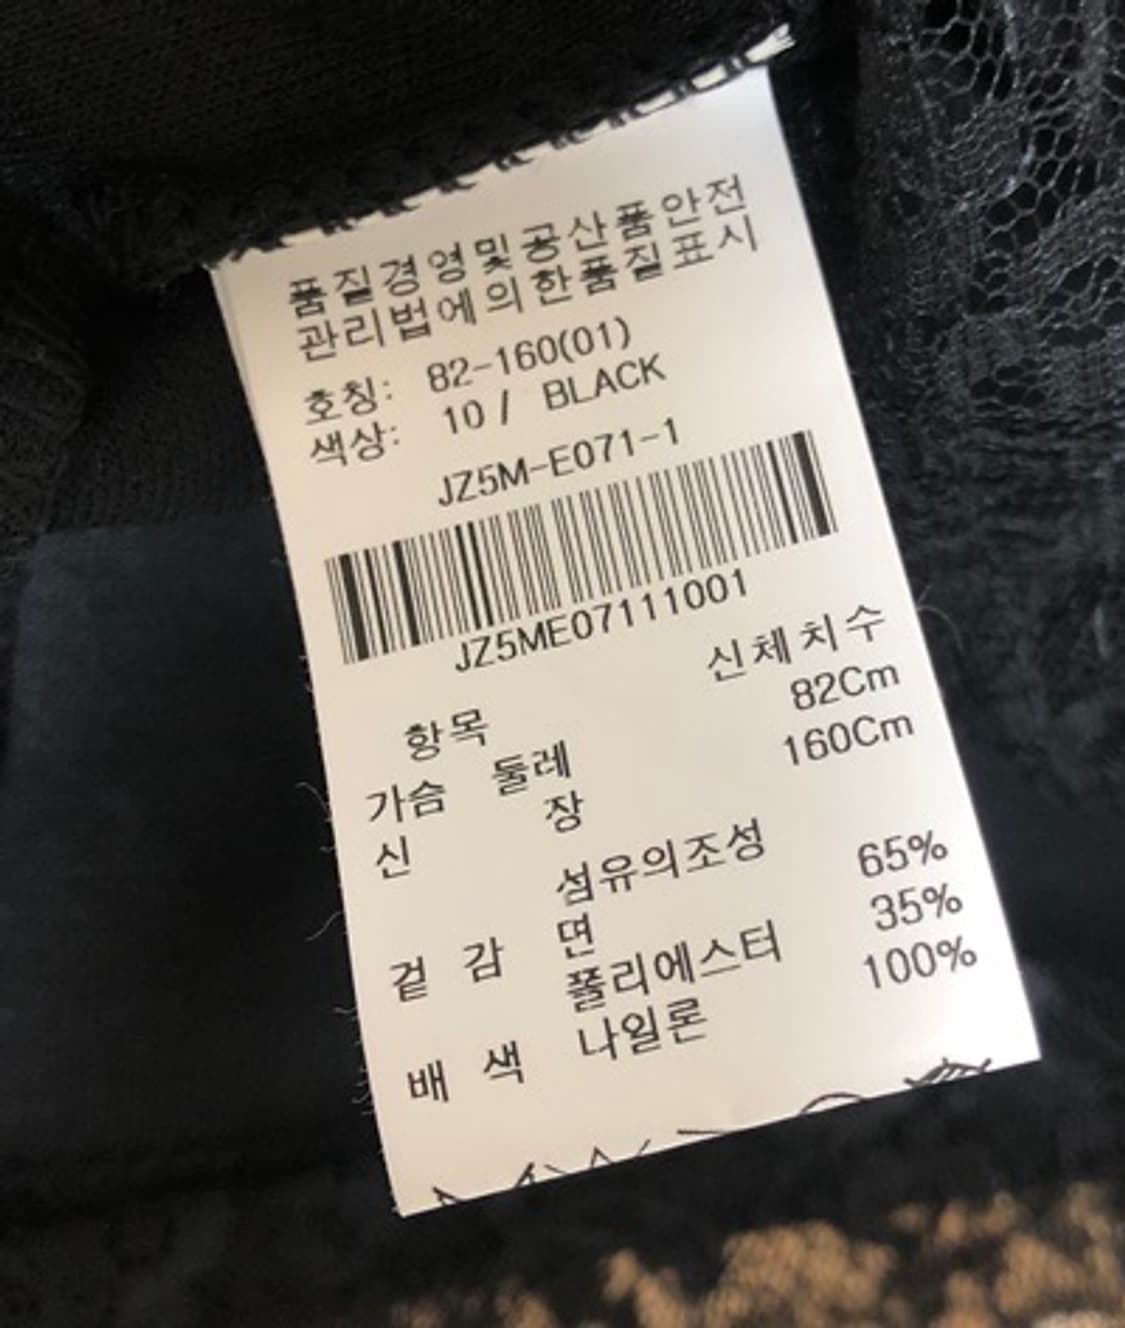 품질경영및공산품안전
관리법에의한품질표시
호칭: 82-160(01)
색상: 10 / BLACK
JZ5M-E071-1
JZ5ME07111001
항목 신체치수
가슴 둘레 82Cm
신 장 160Cm
섬유의조성
겉 감 면 65%
폴리에스터 35%
배 색 나일론 100%